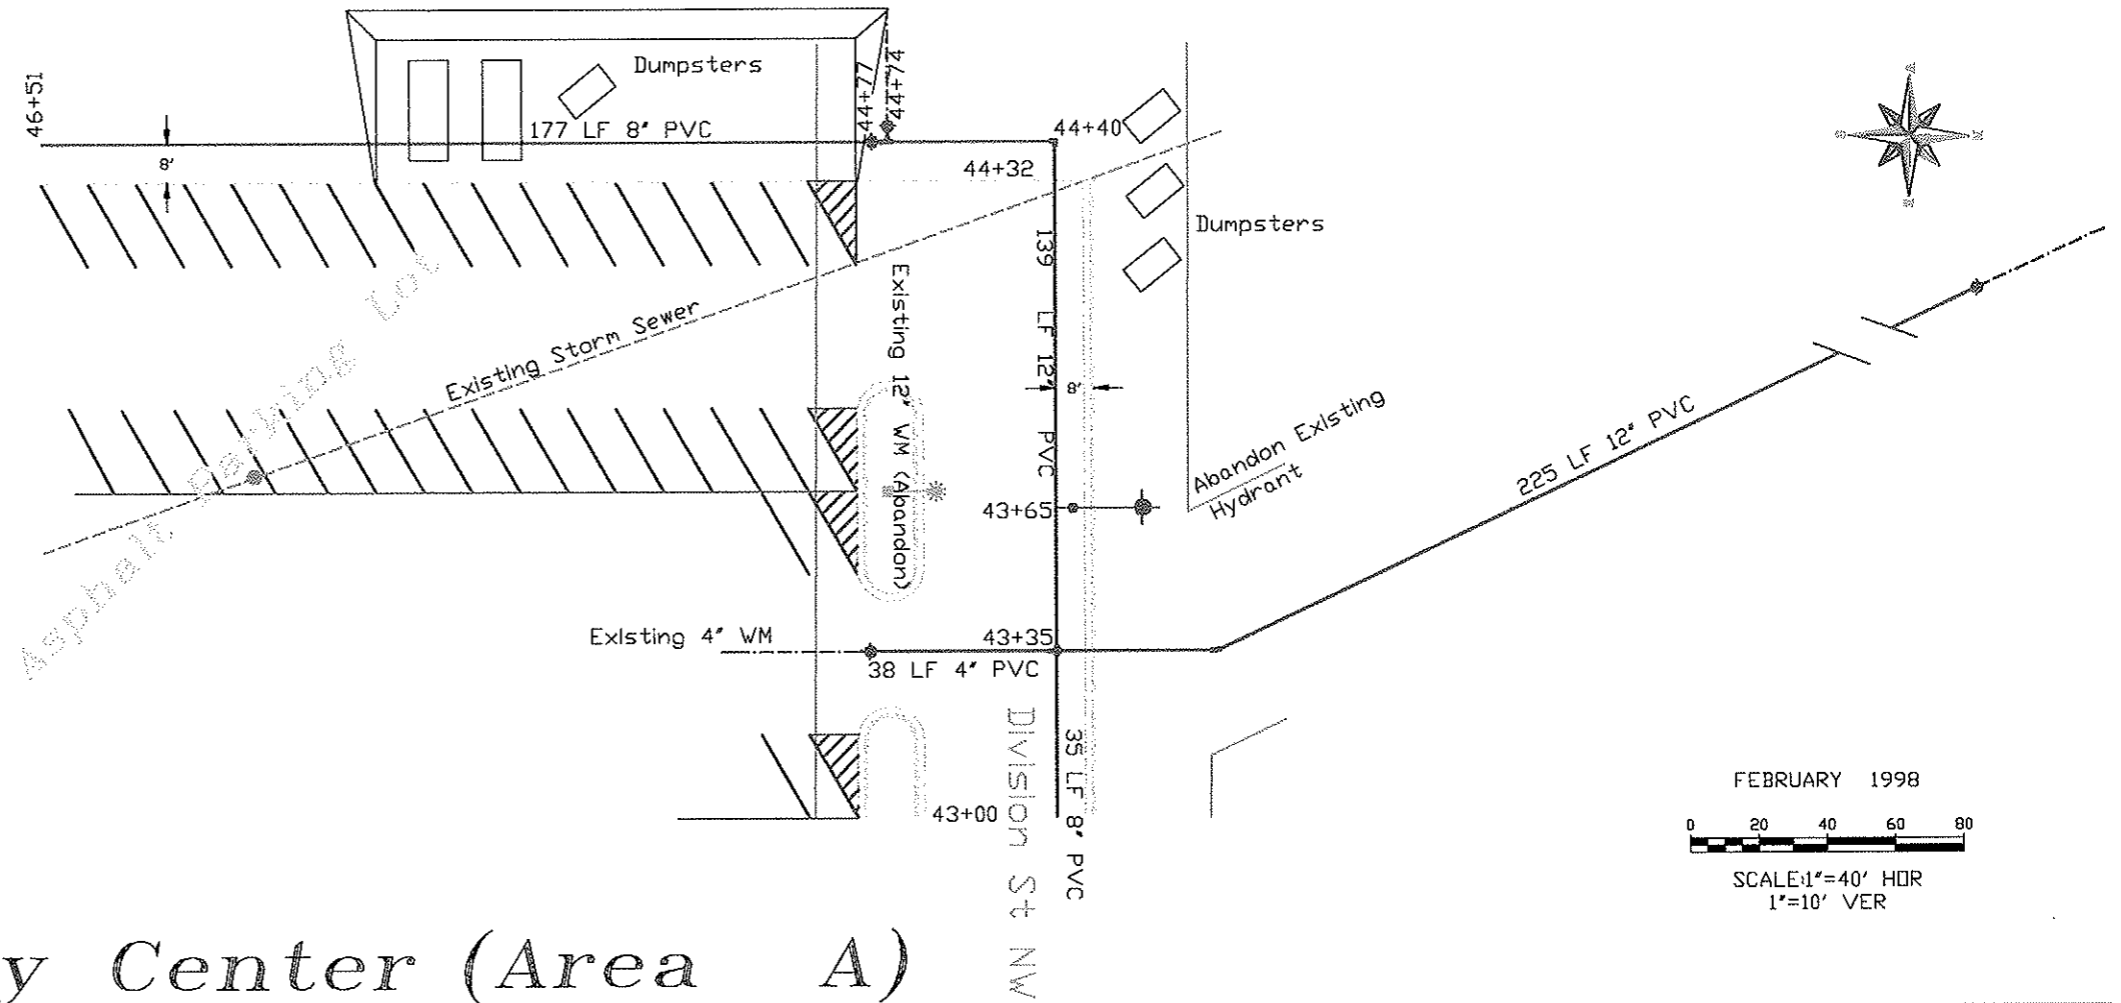 46+51
Dumpsters
44+77
44+74
177 LF 8" PVC
44+40
8'
44+32
Dumpsters
139 LF 12" PVC
Existing 12" WM (Abandon)
Existing Storm Sewer
Asphalt Parking Lot
8'
Abandon Existing
Hydrant
225 LF 12" PVC
43+65
Existing 4" WM
43+35
38 LF 4" PVC
Division St NW
35 LF 8" PVC
43+00
FEBRUARY 1998
0 20 40 60 80
SCALE:1"=40' HOR
1"=10' VER
y Center (Area A)